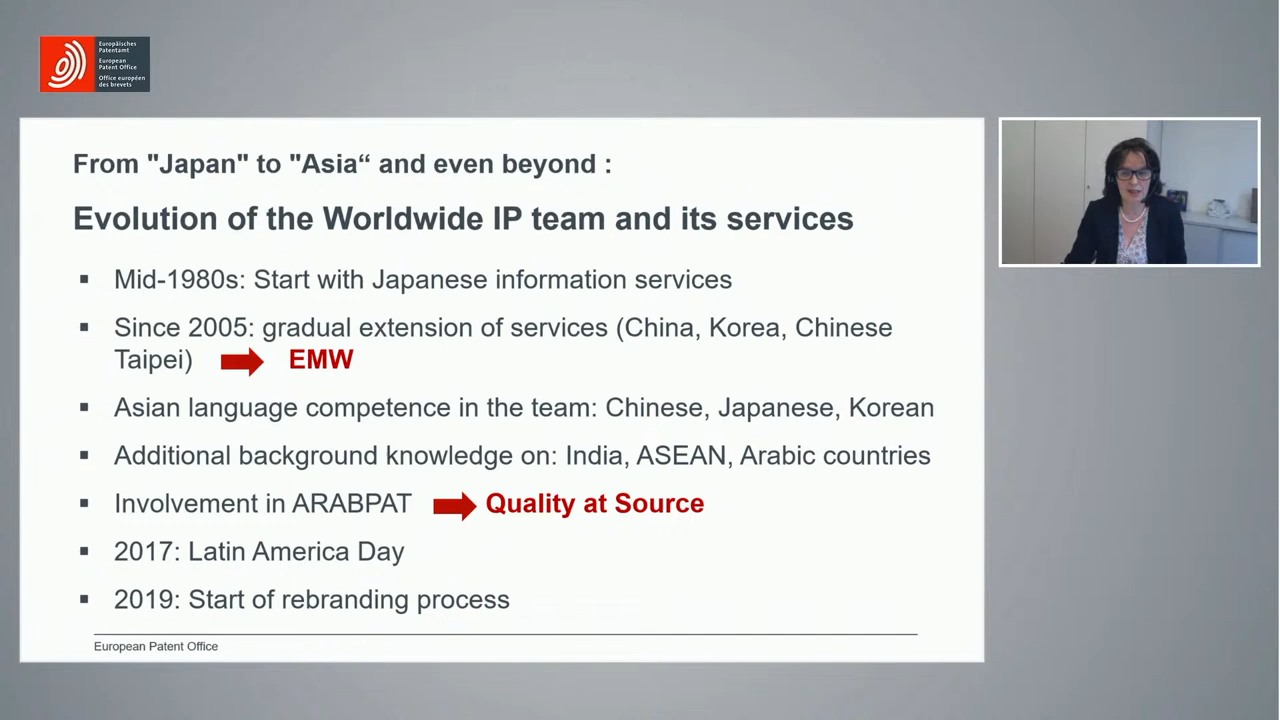 Europäisches
Patentamt
European
Patent Office
Office européen
des brevets
From "Japan" to "Asia“ and even beyond :
Evolution of the Worldwide IP team and its services
▪ Mid-1980s: Start with Japanese information services
▪ Since 2005: gradual extension of services (China, Korea, Chinese
Taipei) EMW
▪ Asian language competence in the team: Chinese, Japanese, Korean
▪ Additional background knowledge on: India, ASEAN, Arabic countries
▪ Involvement in ARABPAT Quality at Source
▪ 2017: Latin America Day
▪ 2019: Start of rebranding process
European Patent Office